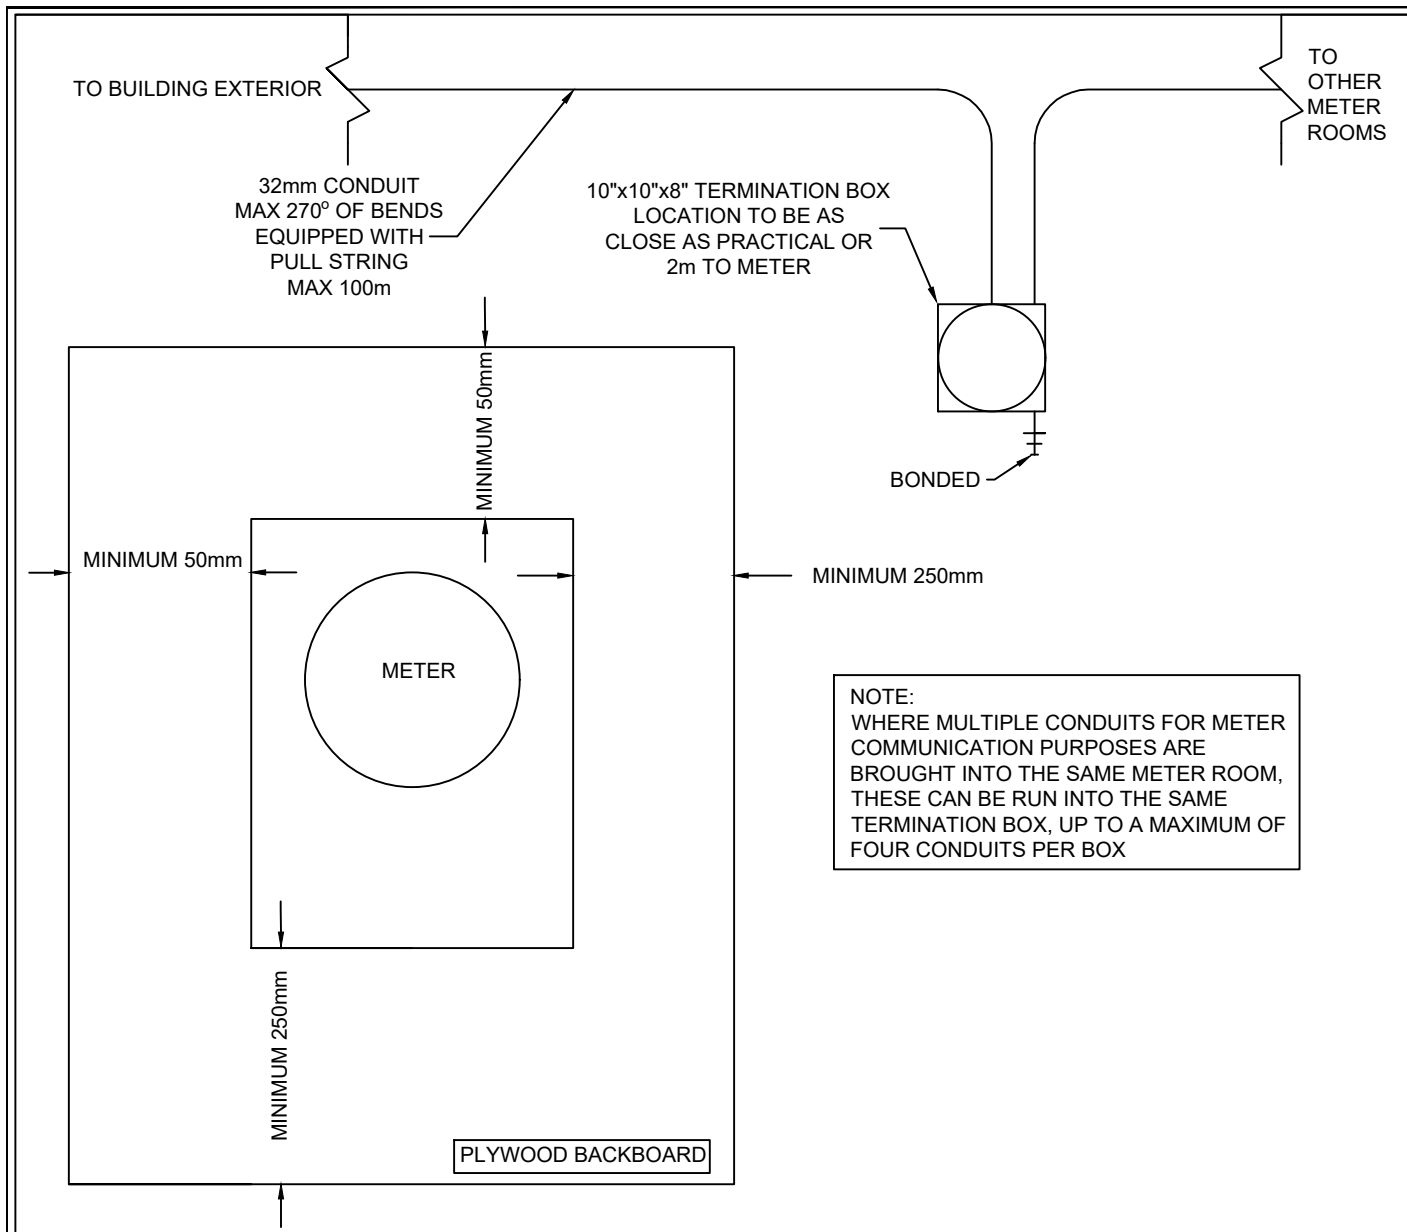 TO BUILDING EXTERIOR
TO
OTHER
METER
ROOMS
32mm CONDUIT
MAX 270° OF BENDS
EQUIPPED WITH
PULL STRING
MAX 100m
10"x10"x8" TERMINATION BOX
LOCATION TO BE AS
CLOSE AS PRACTICAL OR
2m TO METER
MINIMUM 50mm
BONDED
MINIMUM 50mm
MINIMUM 250mm
METER
NOTE:
WHERE MULTIPLE CONDUITS FOR METER
COMMUNICATION PURPOSES ARE
BROUGHT INTO THE SAME METER ROOM,
THESE CAN BE RUN INTO THE SAME
TERMINATION BOX, UP TO A MAXIMUM OF
FOUR CONDUITS PER BOX
MINIMUM 250mm
PLYWOOD BACKBOARD